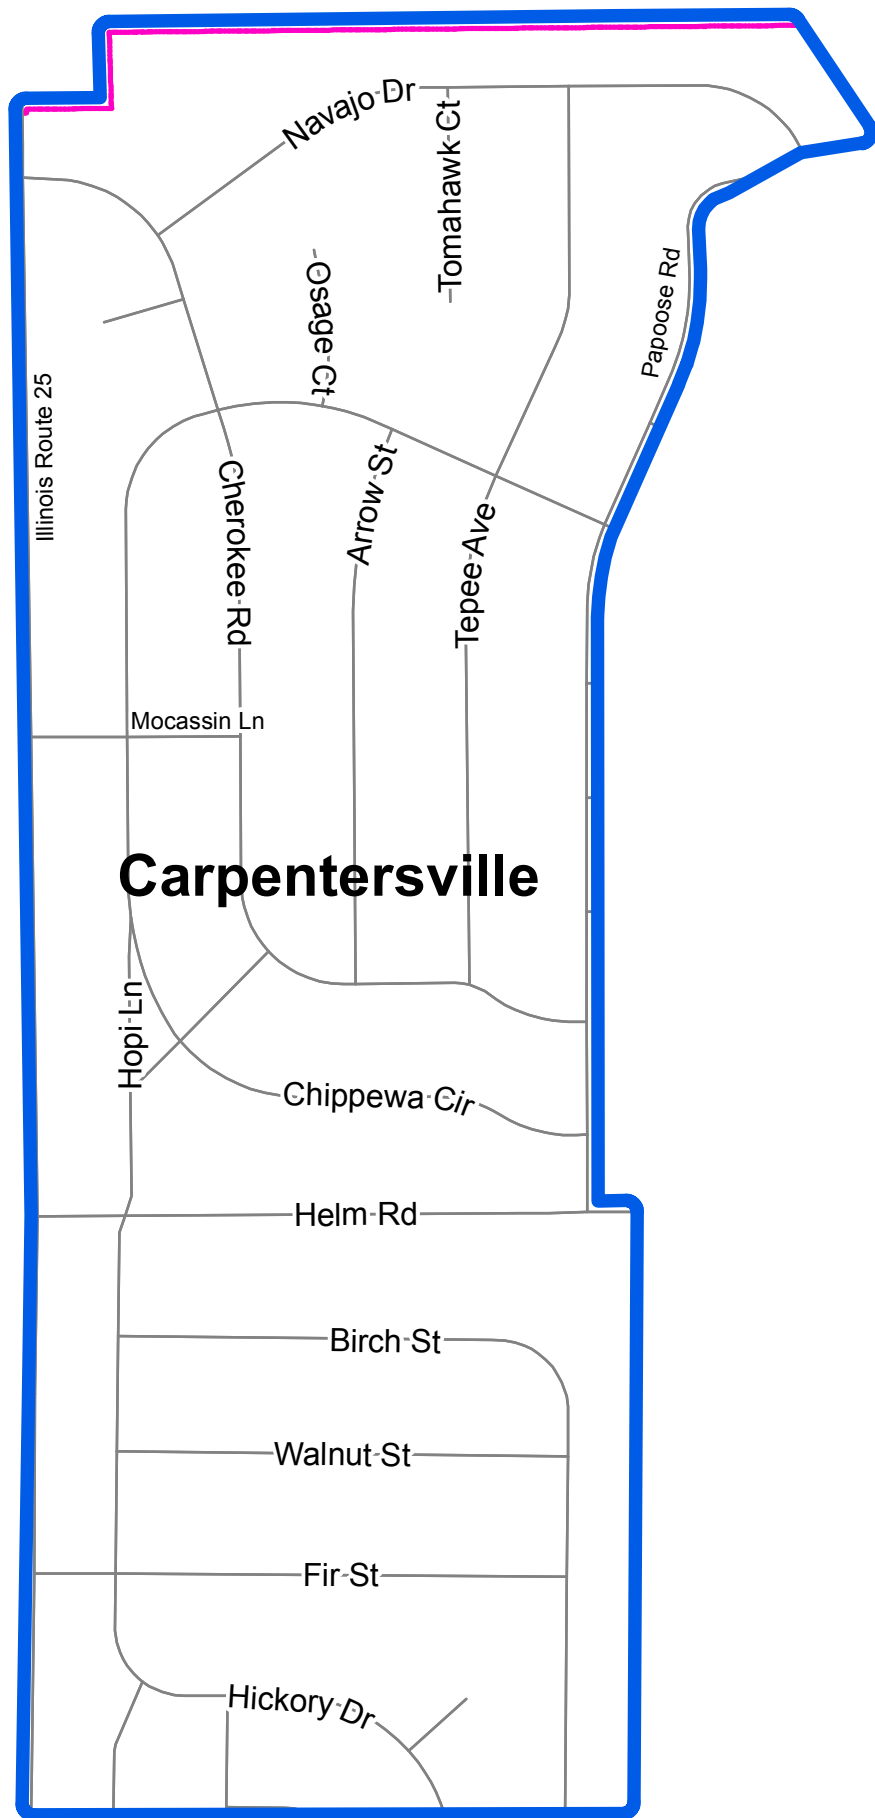 Navajo Dr
Tomahawk Ct
Osage Ct
Papoose Rd
Illinois Route 25
Cherokee Rd
Arrow St
Tepee Ave
Mocassin Ln
Carpentersville
Hopi Ln
Chippewa Cir
Helm Rd
Birch St
Walnut St
Fir St
Hickory Dr